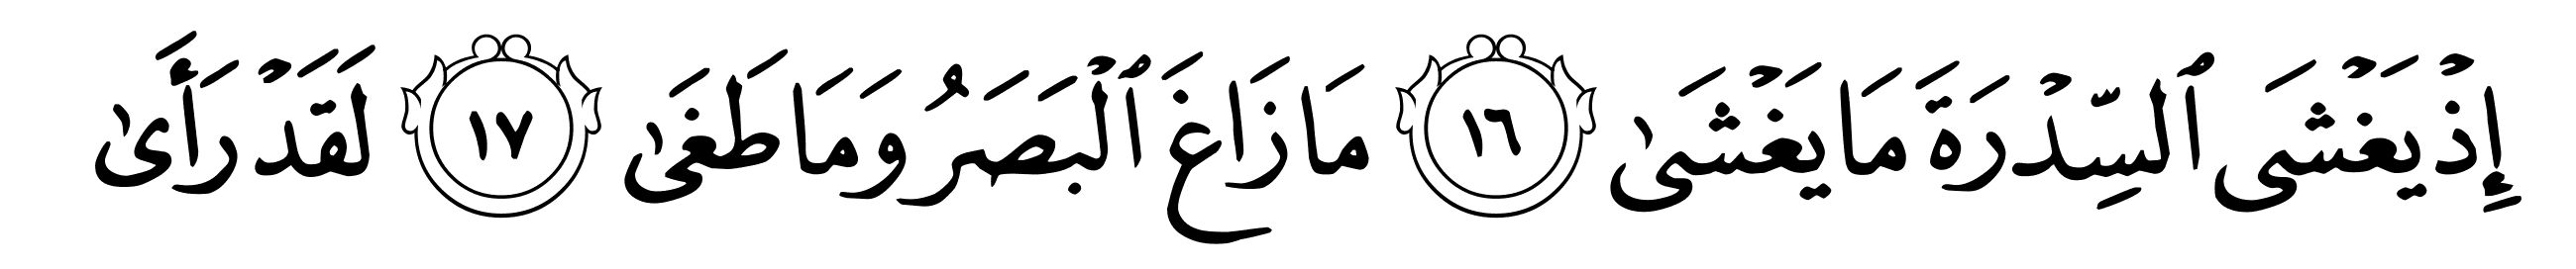 إِذۡ يَغۡشَى ٱلسِّدۡرَةَ مَا يَغۡشَىٰ ١٦ مَا زَاغَ ٱلۡبَصَرُ وَمَا طَغَىٰ ١٧ لَقَدۡ رَأَىٰ